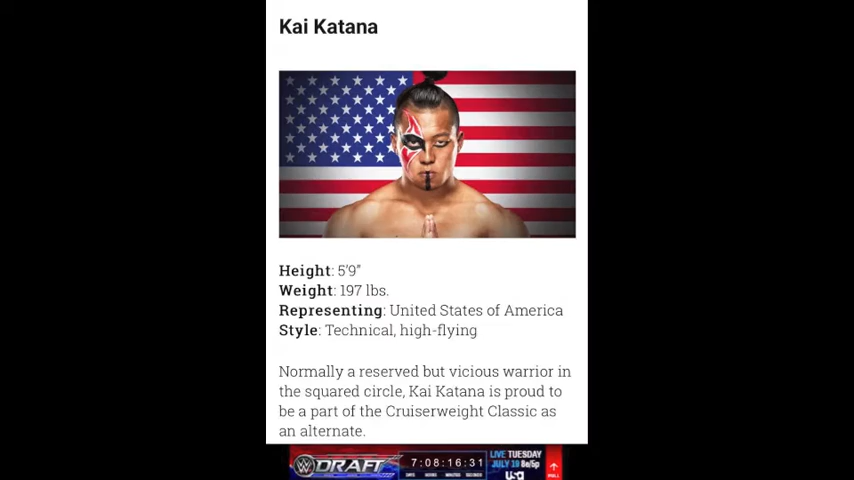 Kai Katana
Height: 5'9"
Weight: 197 lbs.
Representing: United States of America
Style: Technical, high-flying
Normally a reserved but vicious warrior in
the squared circle, Kai Katana is proud to
be a part of the Cruiserweight Classic as
an alternate.
DRAFT
7:08:16:31
LIVE TUESDAY
JULY 19 8e/5p
USA